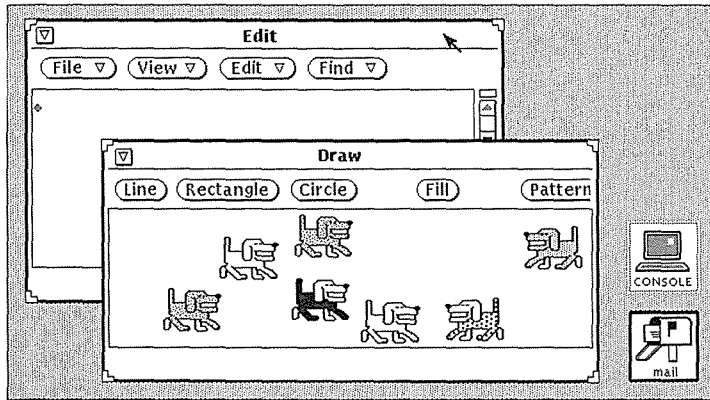 Edit
File View Edit Find
Draw
Line Rectangle Circle Fill Pattern
CONSOLE
mail